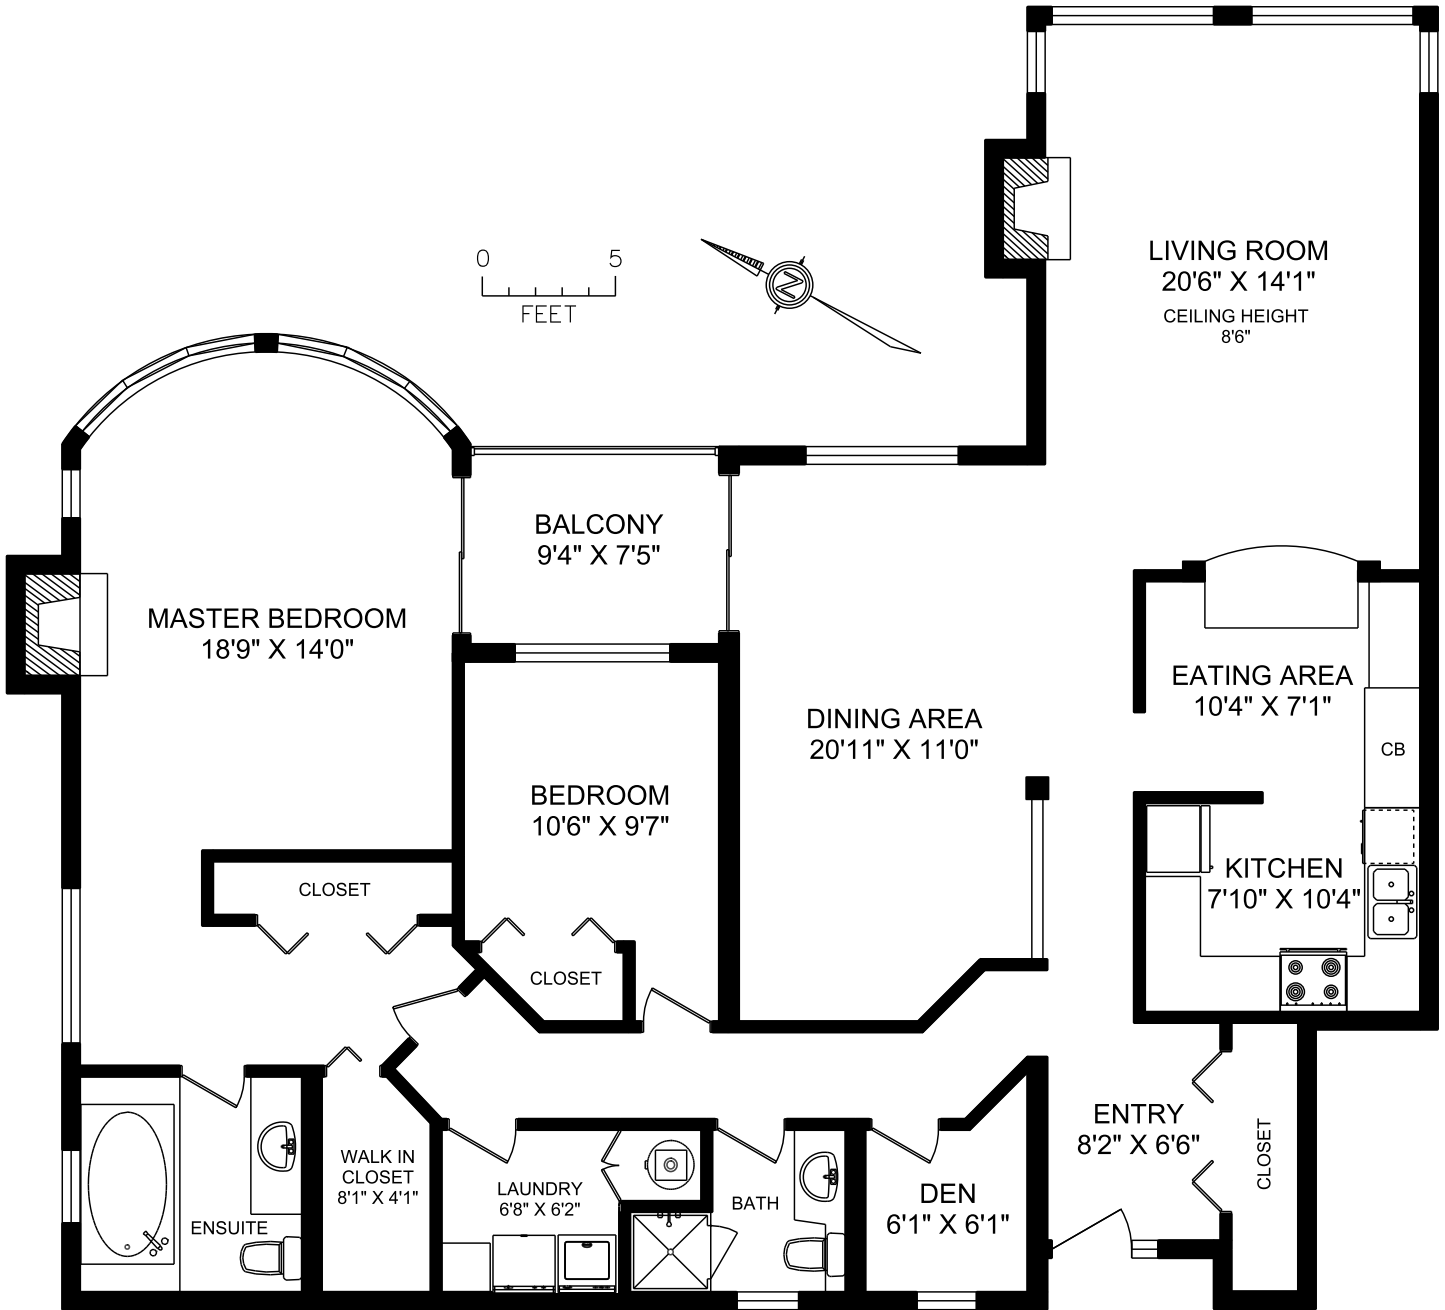 LIVING ROOM
20'6" X 14'1"
CEILING HEIGHT
8'6"
0 5
FEET
N
BALCONY
9'4" X 7'5"
MASTER BEDROOM
18'9" X 14'0"
EATING AREA
10'4" X 7'1"
DINING AREA
20'11" X 11'0"
CB
BEDROOM
10'6" X 9'7"
KITCHEN
7'10" X 10'4"
CLOSET
CLOSET
ENTRY
8'2" X 6'6"
CLOSET
WALK IN
CLOSET
8'1" X 4'1"
LAUNDRY
6'8" X 6'2"
BATH
DEN
6'1" X 6'1"
ENSUITE